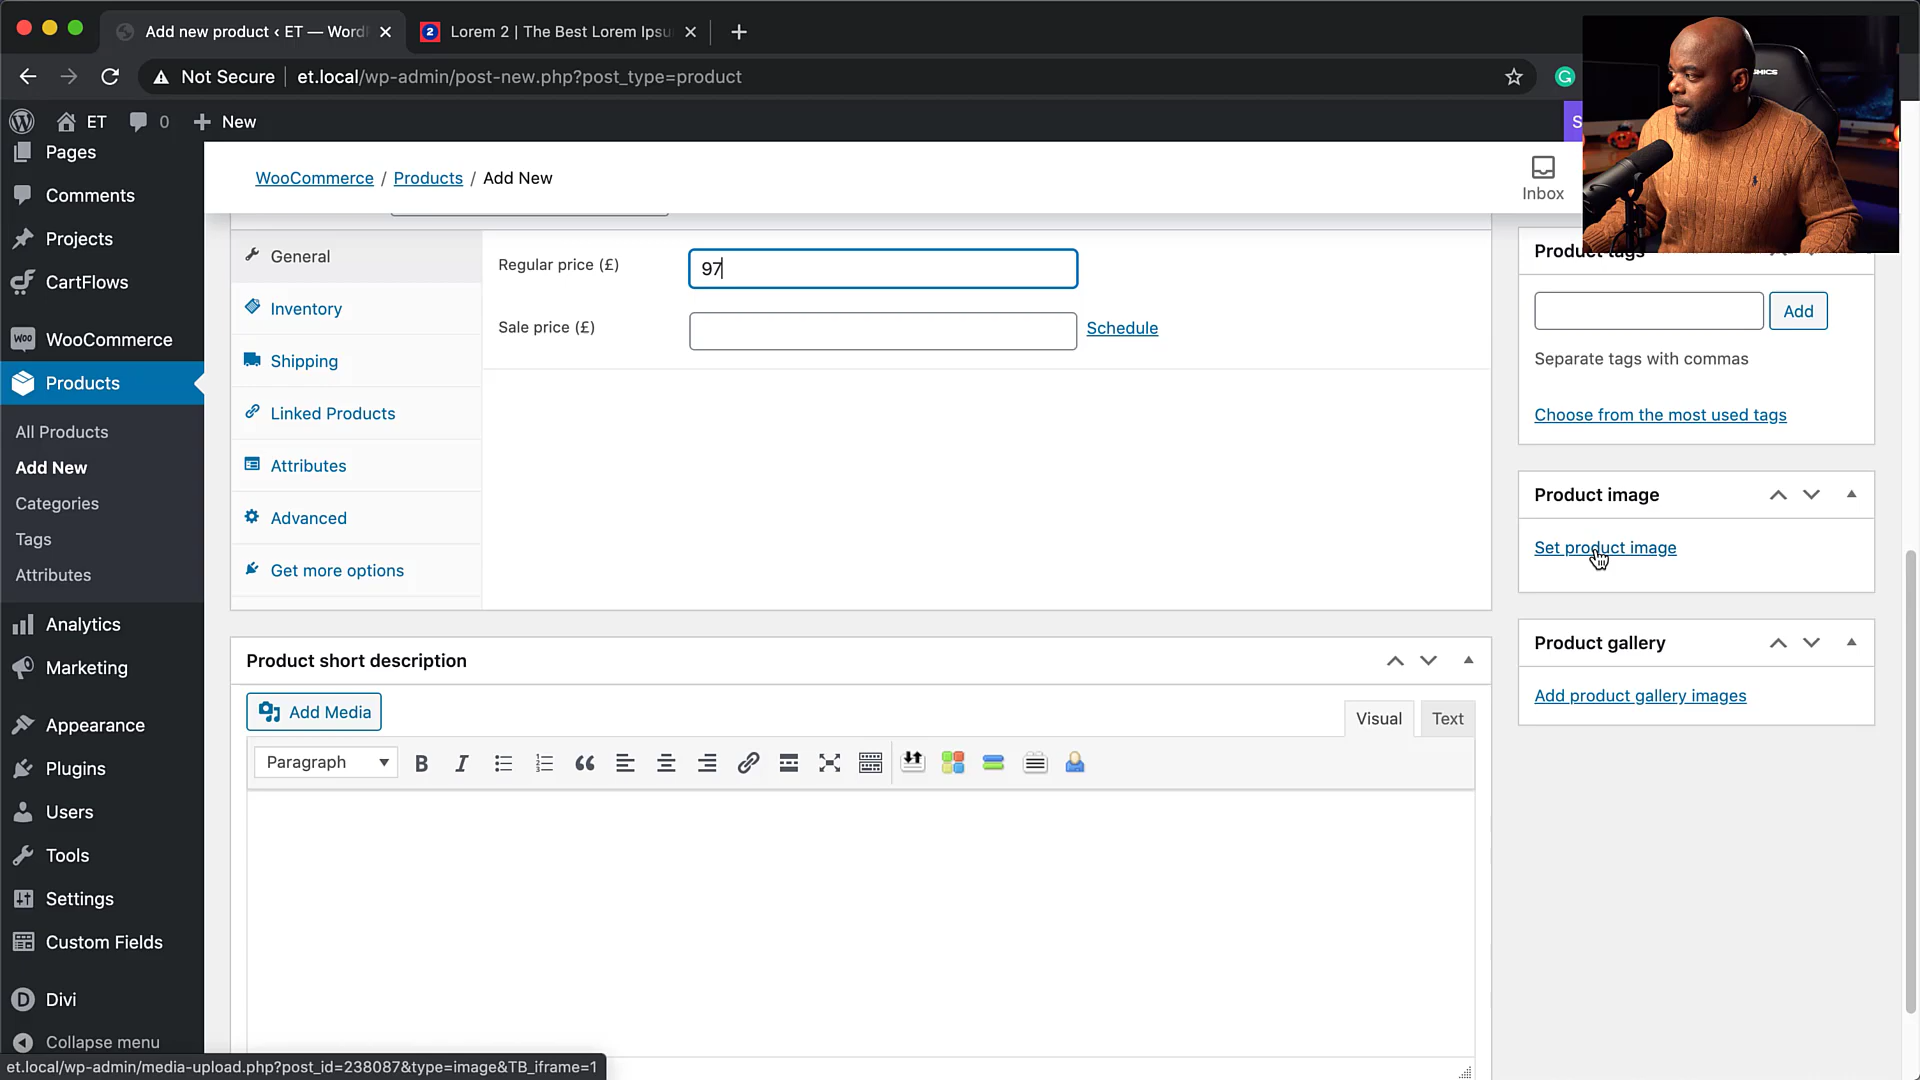 Add new product ‹ ET — WordP
Lorem 2 | The Best Lorem Ipsu
Not Secure
et.local/wp-admin/post-new.php?post_type=product
ET
0
New
S
Pages
Comments
Projects
CartFlows
WooCommerce
Products
All Products
Add New
Categories
Tags
Attributes
Analytics
Marketing
Appearance
Plugins
Users
Tools
Settings
Custom Fields
Divi
Collapse menu
WooCommerce / Products / Add New
Inbox
General
Inventory
Shipping
Linked Products
Attributes
Advanced
Get more options
Regular price (£)
97
Sale price (£)
Schedule
Product short description
Add Media
Visual
Text
Paragraph
Product tags
Add
Separate tags with commas
Choose from the most used tags
Product image
Set product image
Product gallery
Add product gallery images
et.local/wp-admin/media-upload.php?post_id=238087&type=image&TB_iframe=1